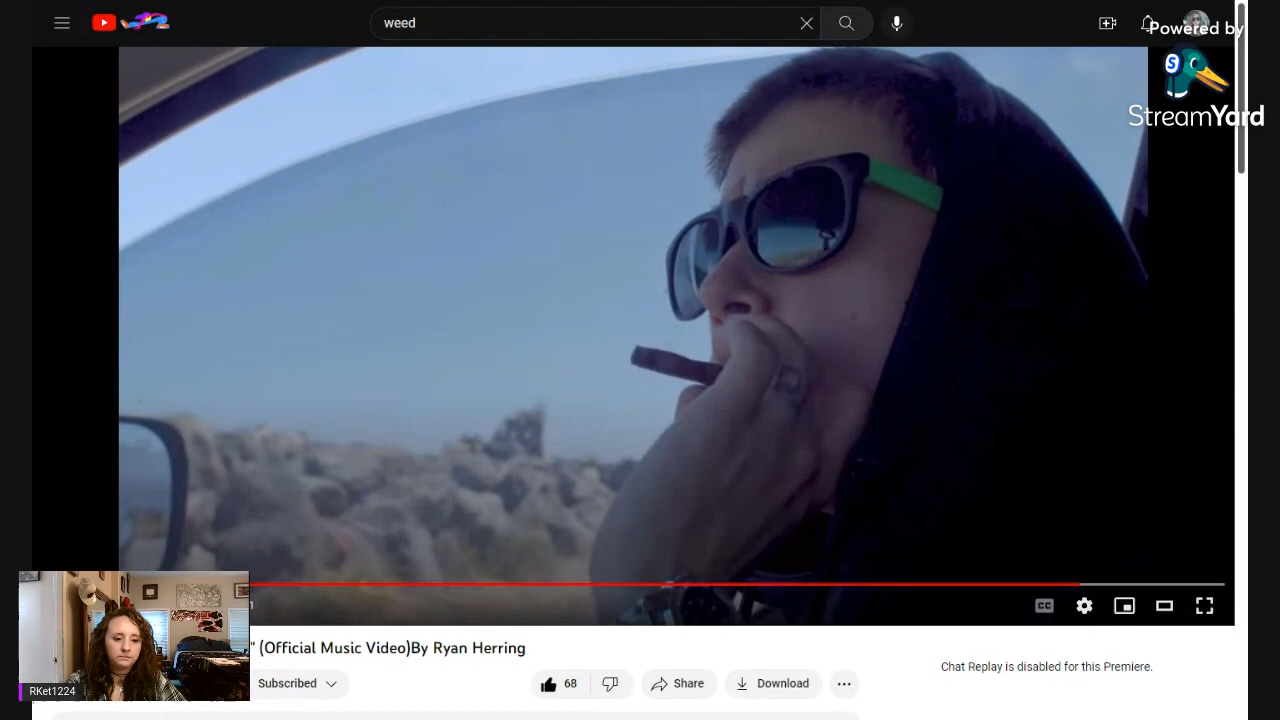 weed
Powered by
S
StreamYard
CC
" (Official Music Video)By Ryan Herring
Chat Replay is disabled for this Premiere.
Subscribed
68
Share
Download
RKet1224